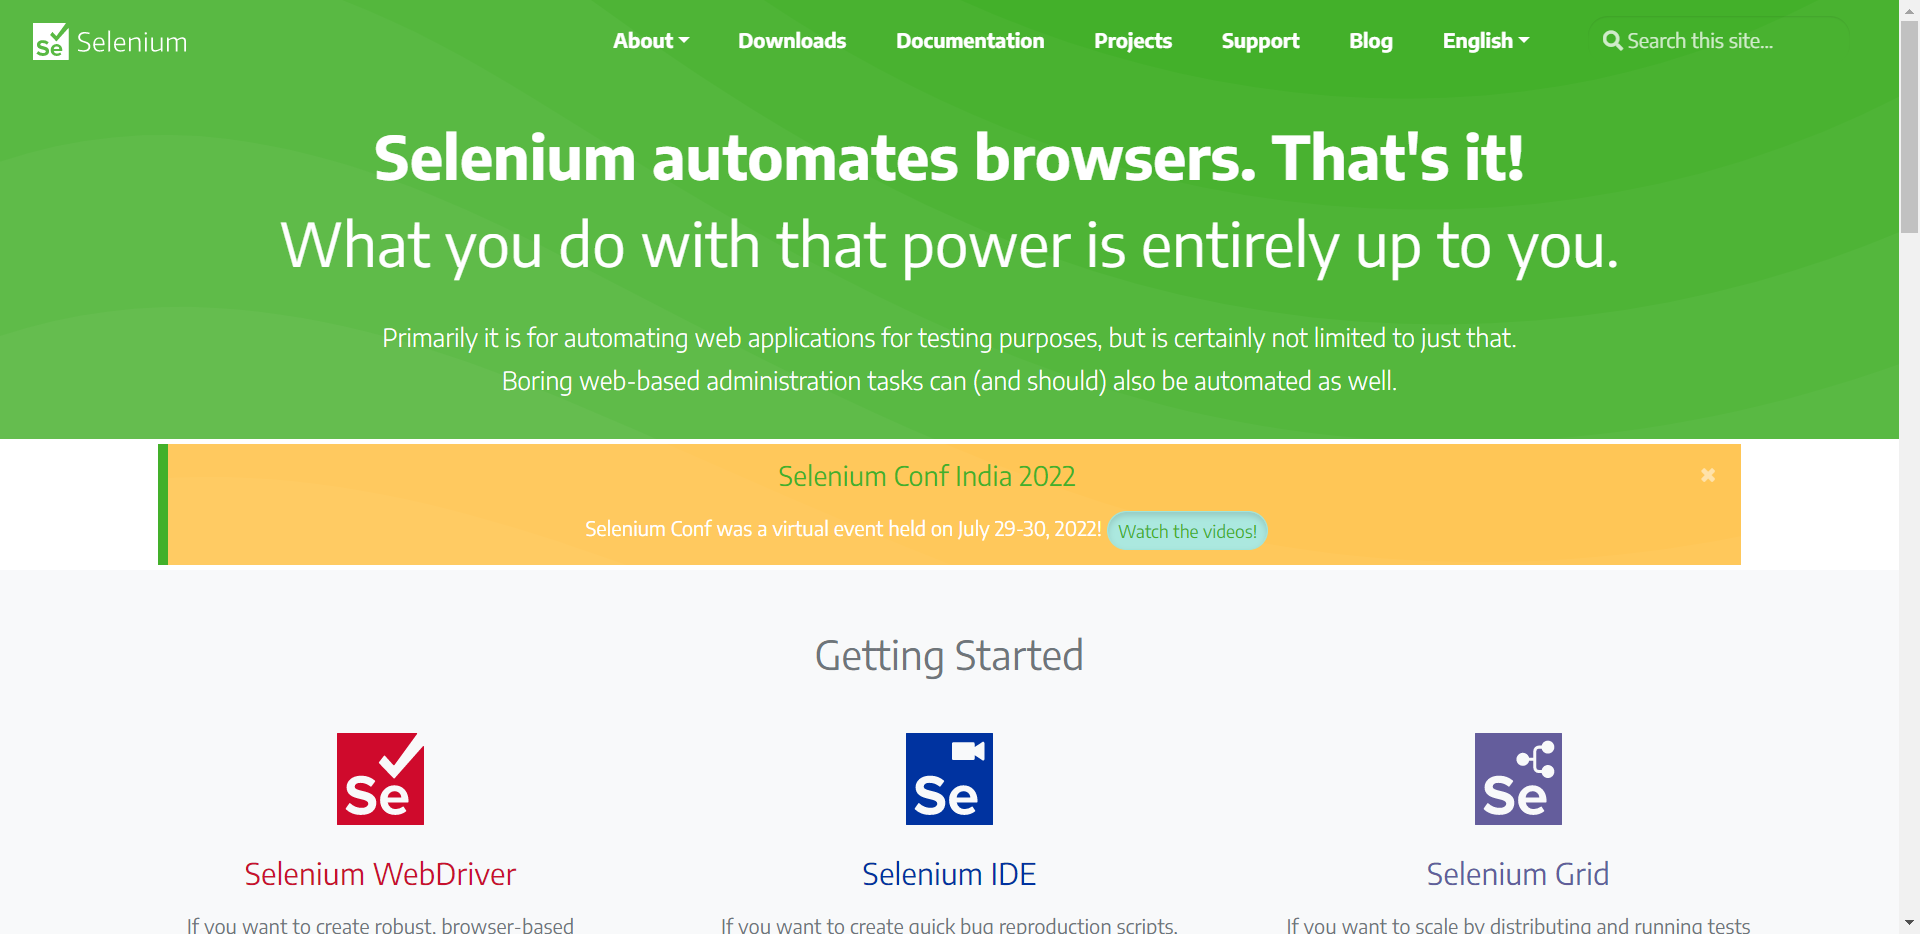 Se Selenium About Downloads Documentation Projects Support Blog English Search this site...
Selenium automates browsers. That's it!
What you do with that power is entirely up to you.
Primarily it is for automating web applications for testing purposes, but is certainly not limited to just that.
Boring web-based administration tasks can (and should) also be automated as well.
Selenium Conf India 2022
Selenium Conf was a virtual event held on July 29-30, 2022! Watch the videos!
Getting Started
Se Se Se
Selenium WebDriver Selenium IDE Selenium Grid
If you want to create robust, browser-based If you want to create quick bug reproduction scripts, If you want to scale by distributing and running tests